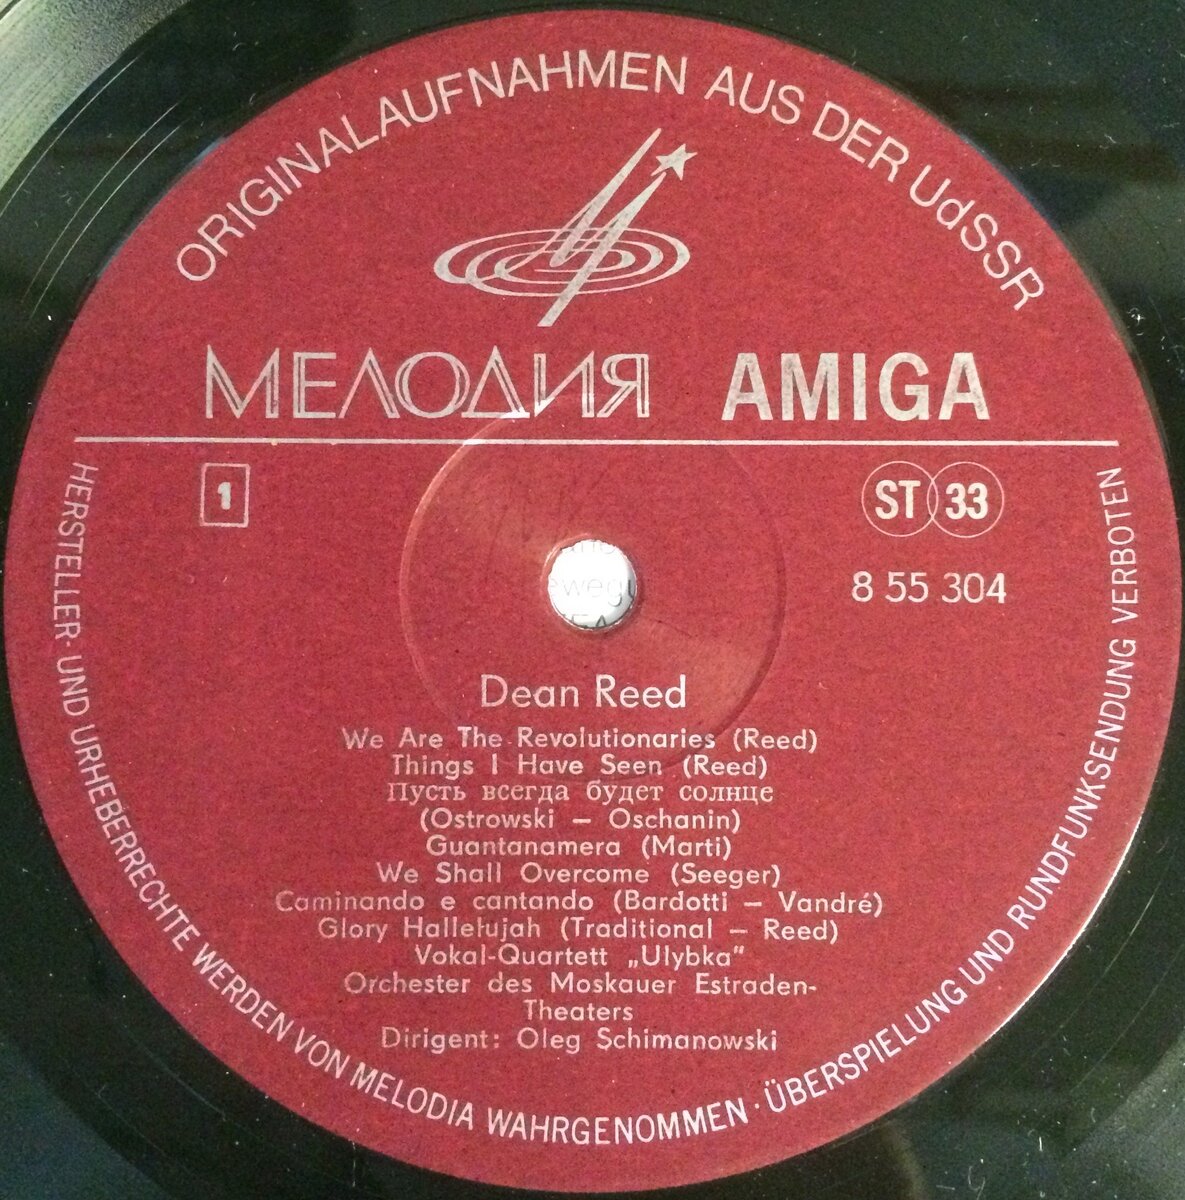 ORIGINALAUFNAHMEN AUS DER UdSSR
МЕЛОДИЯ AMIGA
1
ST 33
8 55 304
Dean Reed
We Are The Revolutionaries (Reed)
Things I Have Seen (Reed)
Пусть всегда будет солнце
(Ostrowski – Oschanin)
Guantanamera (Marti)
We Shall Overcome (Seeger)
Caminando e cantando (Bardotti – Vandré)
Glory Hallelujah (Traditional – Reed)
Vokal-Quartett „Ulybka“
Orchester des Moskauer Estraden-
Theaters
Dirigent: Oleg Schimanowski
HERSTELLER- UND URHEBERRECHTE WERDEN VON MELODIA WAHRGENOMMEN · ÜBERSPIELUNG UND RUNDFUNKSENDUNG VERBOTEN